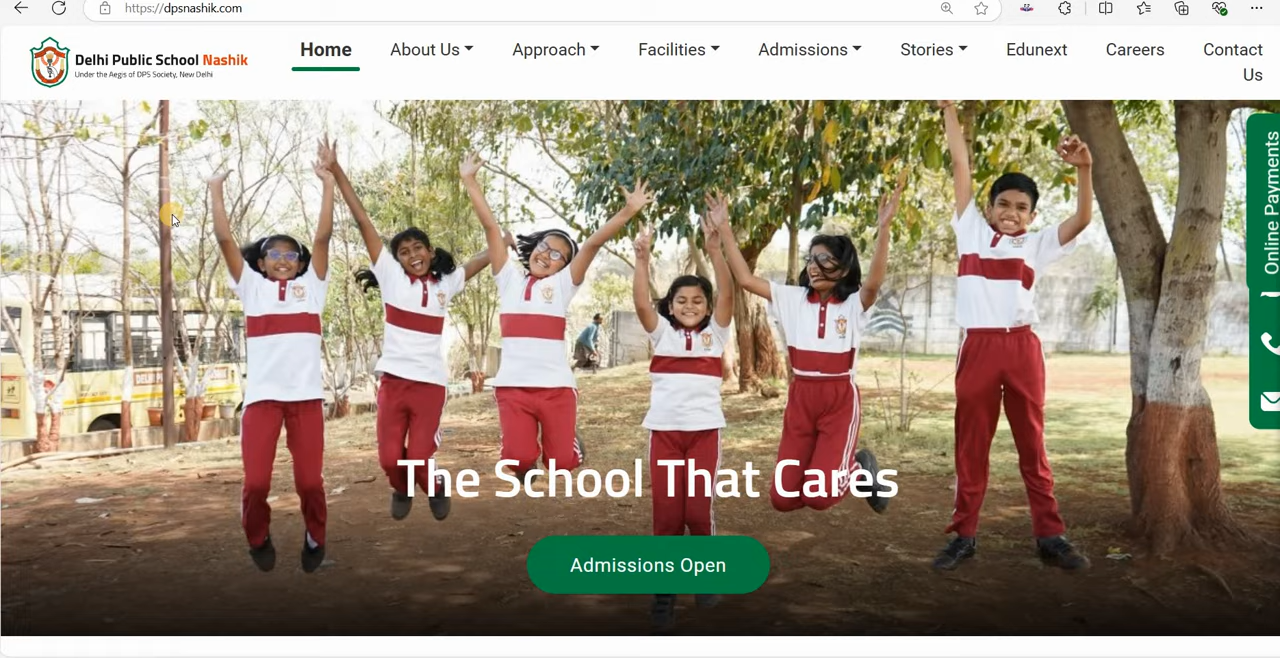 https://dpsnashik.com
Delhi Public School Nashik
Under the Aegis of DPS Society, New Delhi
Home
About Us
Approach
Facilities
Admissions
Stories
Edunext
Careers
Contact
Us
Online Payments
The School That Cares
Admissions Open